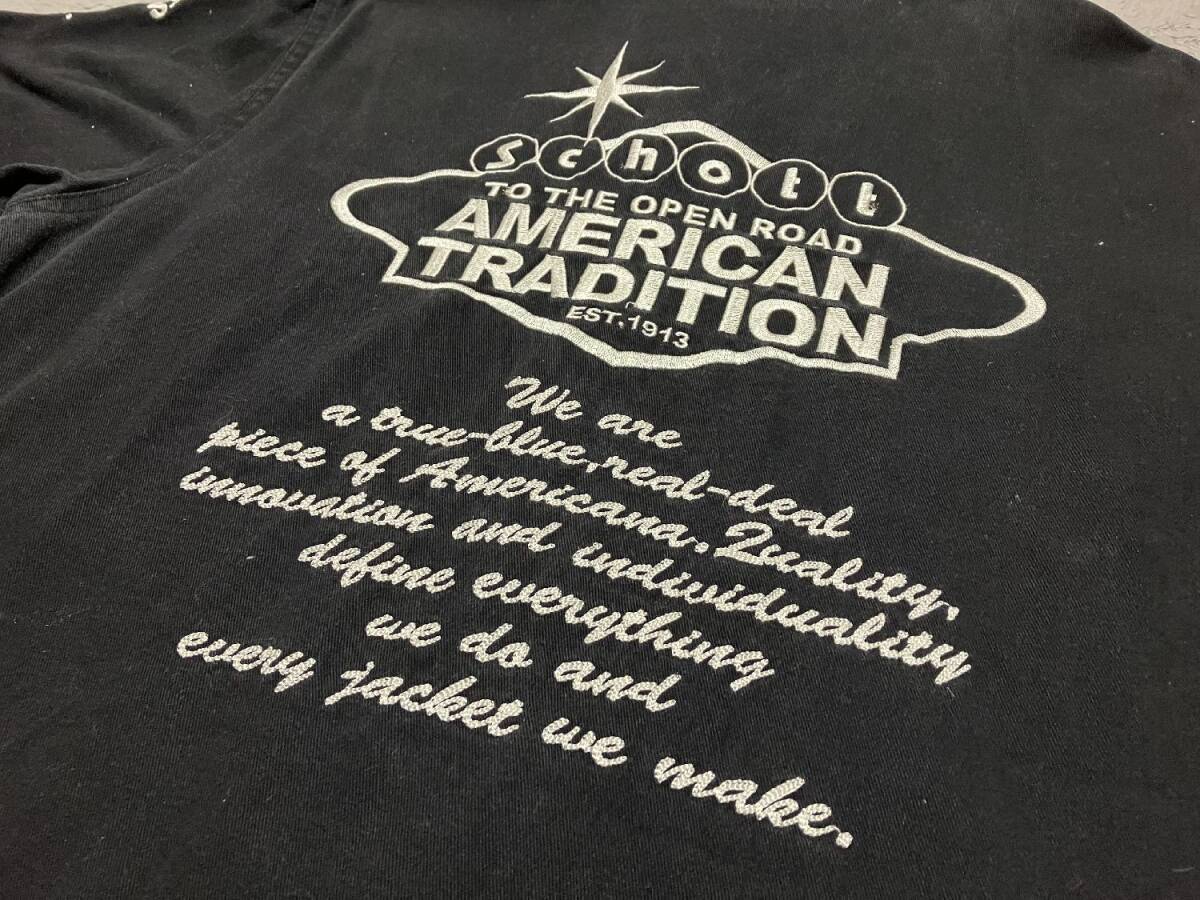 Schott
TO THE OPEN ROAD
AMERICAN
TRADITION
EST.1913
We are
a true-blue,real-deal
piece of Americana.Quality,
innovation and individuality
define everything
we do and
every jacket we make.